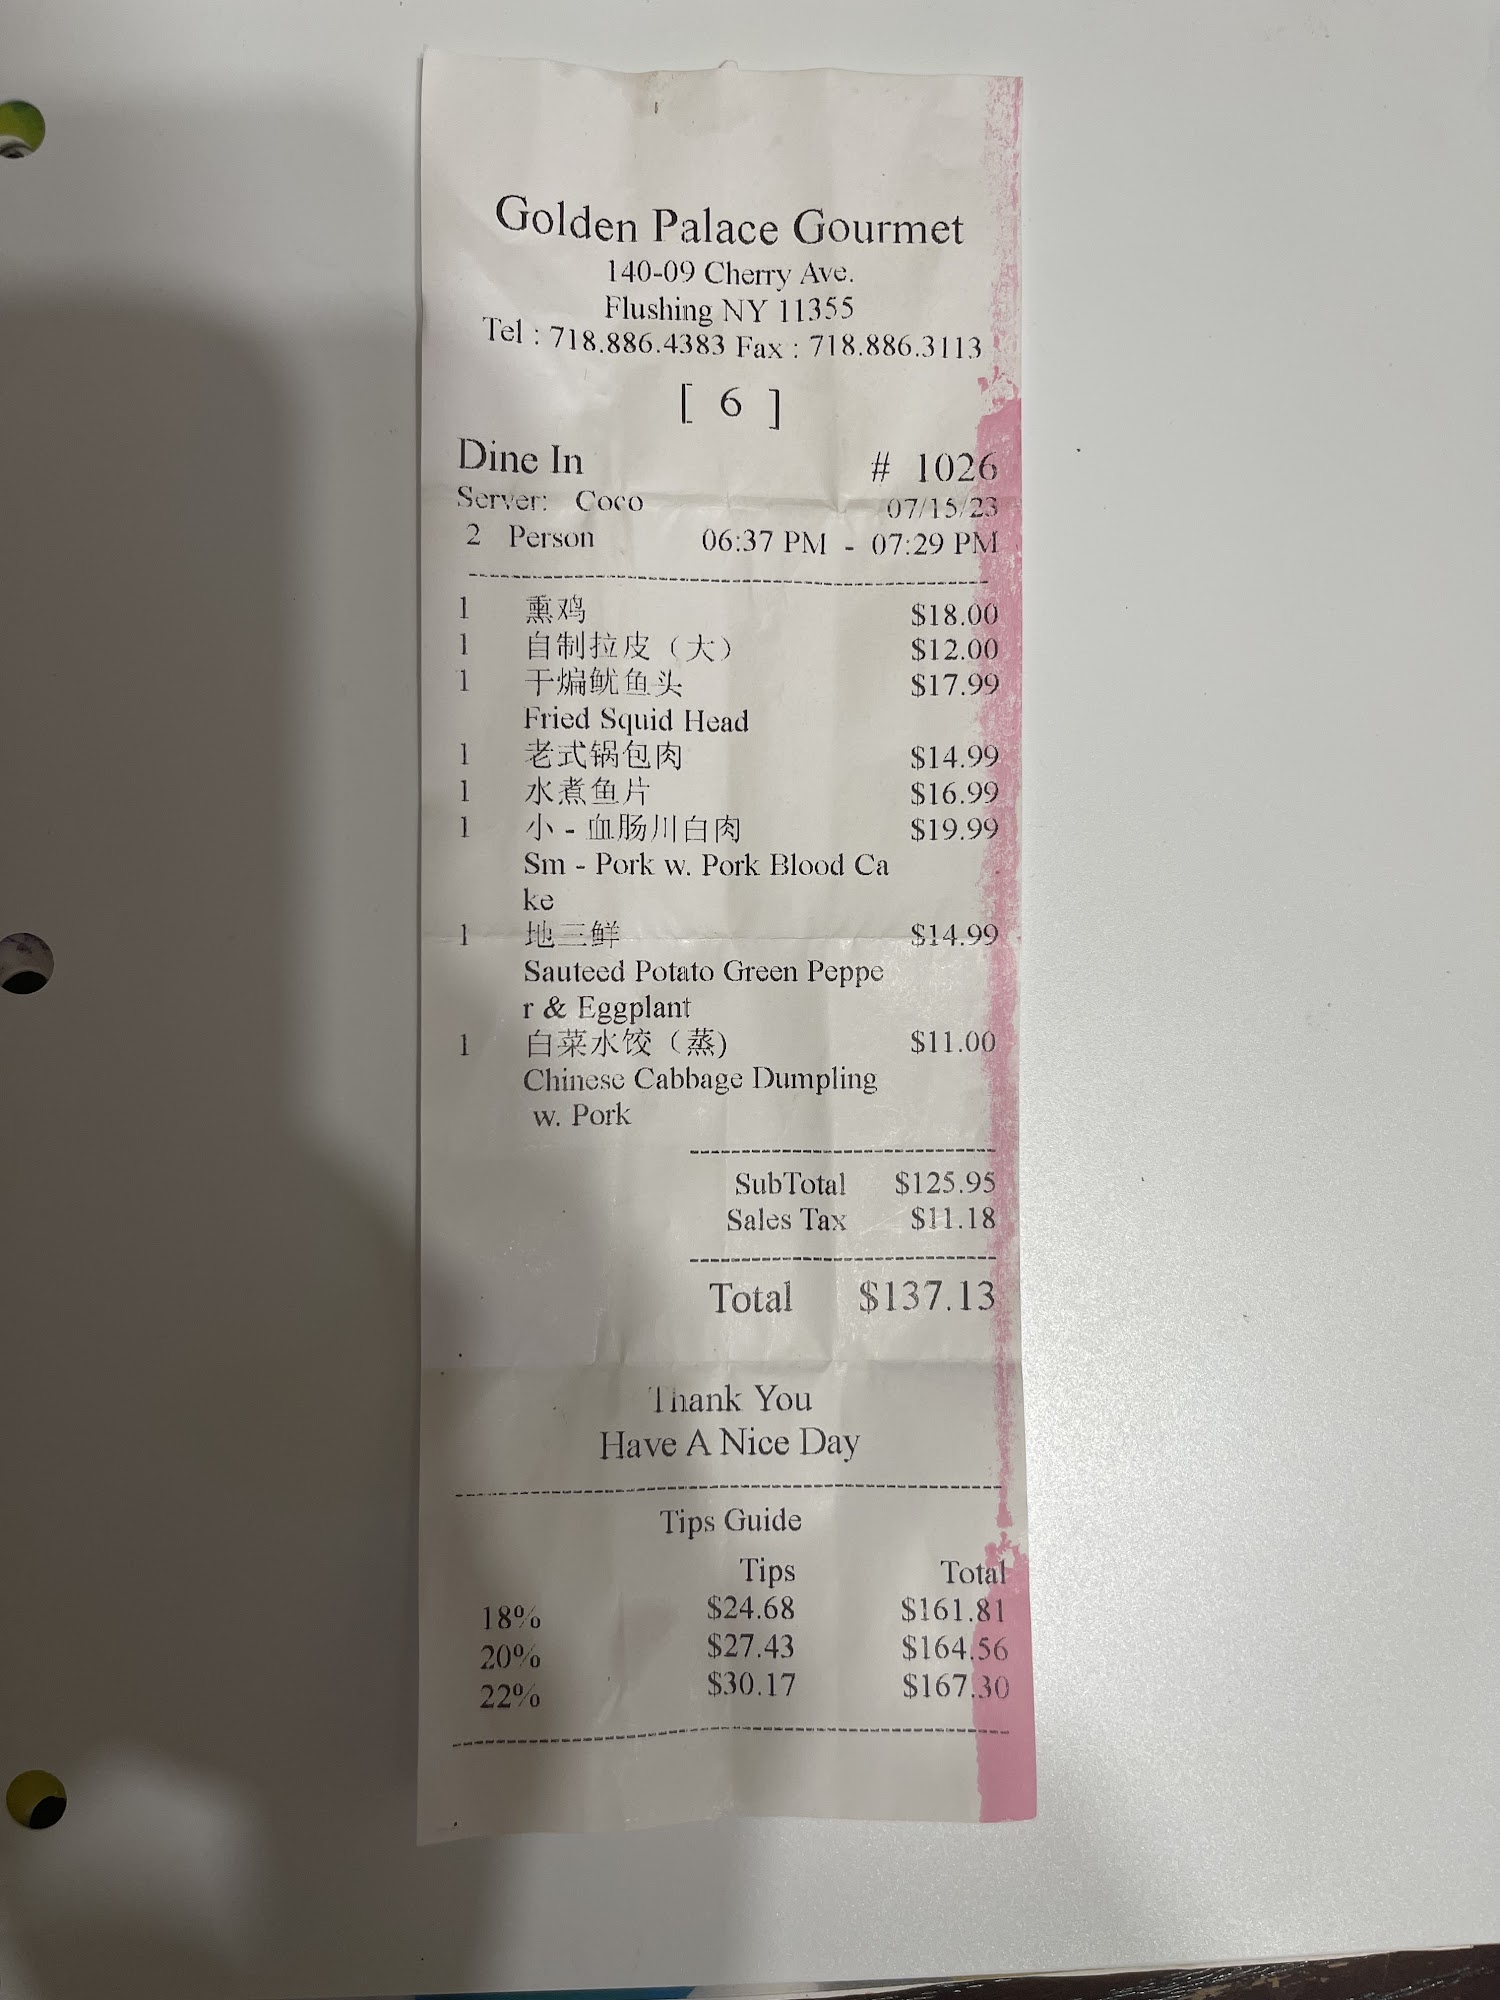 Golden Palace Gourmet
140-09 Cherry Ave.
Flushing NY 11355
Tel : 718.886.4383 Fax : 718.886.3113
[ 6 ]
Dine In # 1026
Server: Coco 07/15/23
2 Person 06:37 PM - 07:29 PM
1 熏鸡 $18.00
1 自制拉皮（大） $12.00
1 干煸鱿鱼头 $17.99
Fried Squid Head
1 老式锅包肉 $14.99
1 水煮鱼片 $16.99
1 小 - 血肠川白肉 $19.99
Sm - Pork w. Pork Blood Ca
ke
1 地三鲜 $14.99
Sauteed Potato Green Peppe
r & Eggplant
1 白菜水饺（蒸) $11.00
Chinese Cabbage Dumpling
w. Pork
SubTotal $125.95
Sales Tax $11.18
Total $137.13
Thank You
Have A Nice Day
Tips Guide
Tips Total
18% $24.68 $161.81
20% $27.43 $164.56
22% $30.17 $167.30